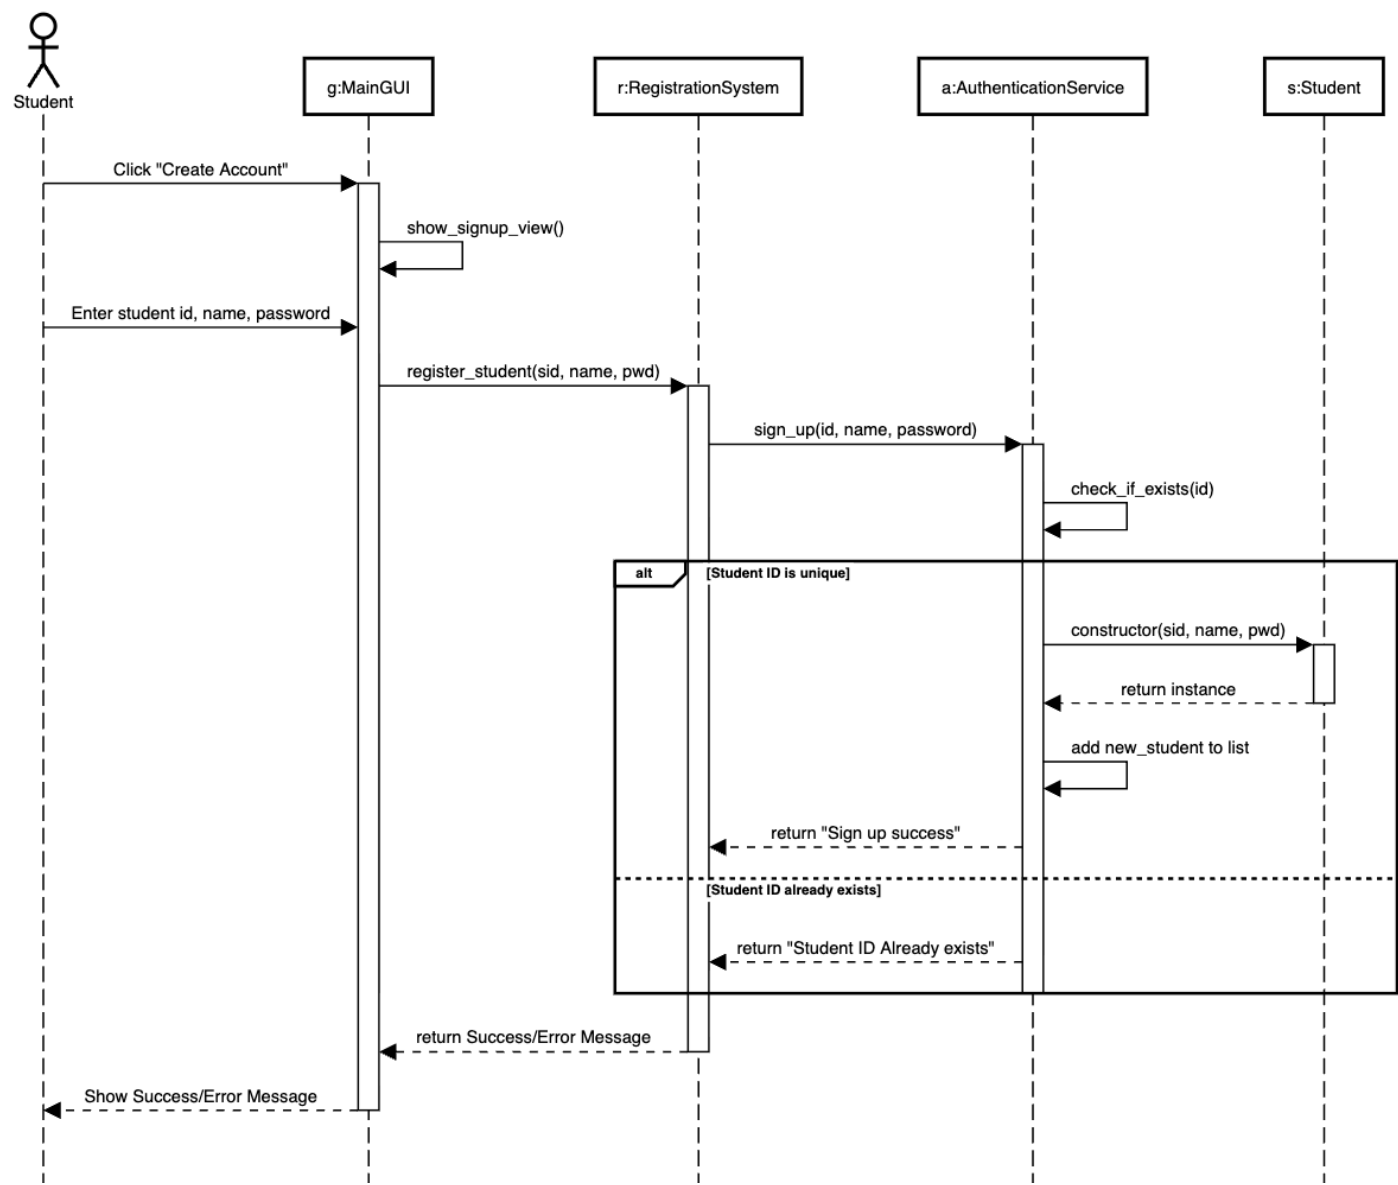 Student
g:MainGUI
r:RegistrationSystem
a:AuthenticationService
s:Student
Click "Create Account"
show_signup_view()
Enter student id, name, password
register_student(sid, name, pwd)
sign_up(id, name, password)
check_if_exists(id)
alt
[Student ID is unique]
constructor(sid, name, pwd)
return instance
add new_student to list
return "Sign up success"
[Student ID already exists]
return "Student ID Already exists"
return Success/Error Message
Show Success/Error Message